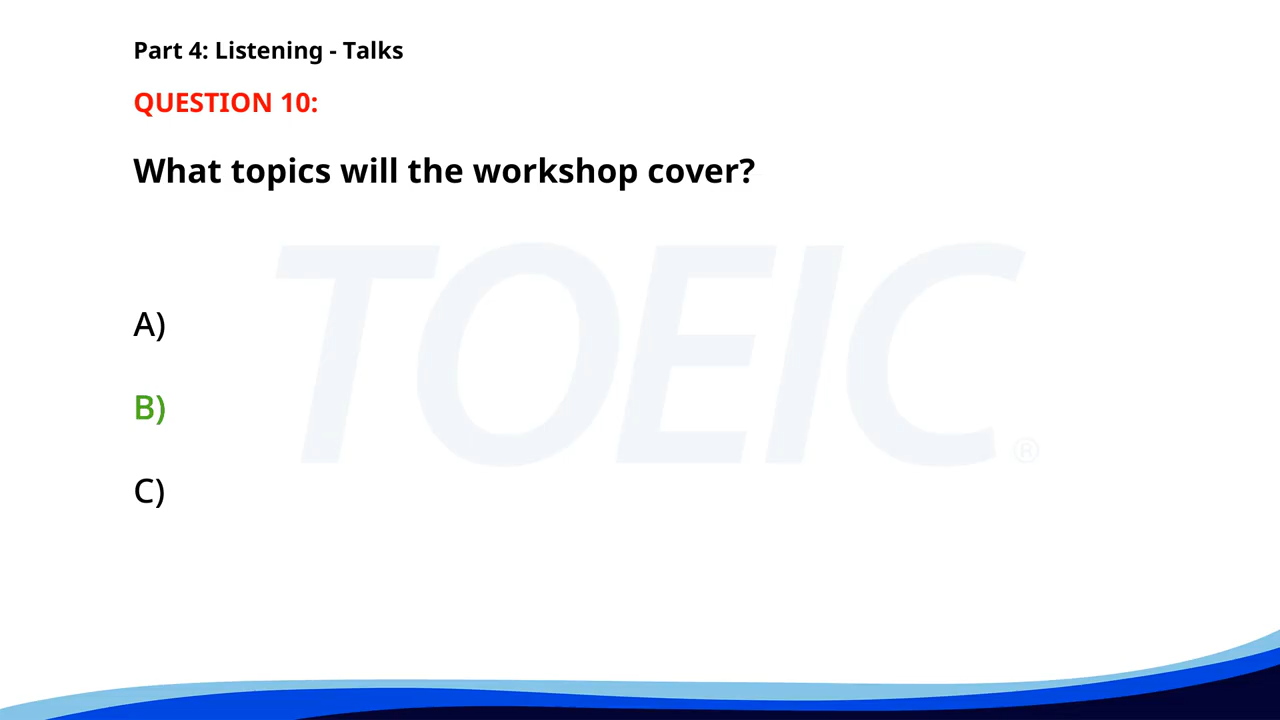 Part 4: Listening - Talks
QUESTION 10:
What topics will the workshop cover?
TOEIC®
A)
B)
C)